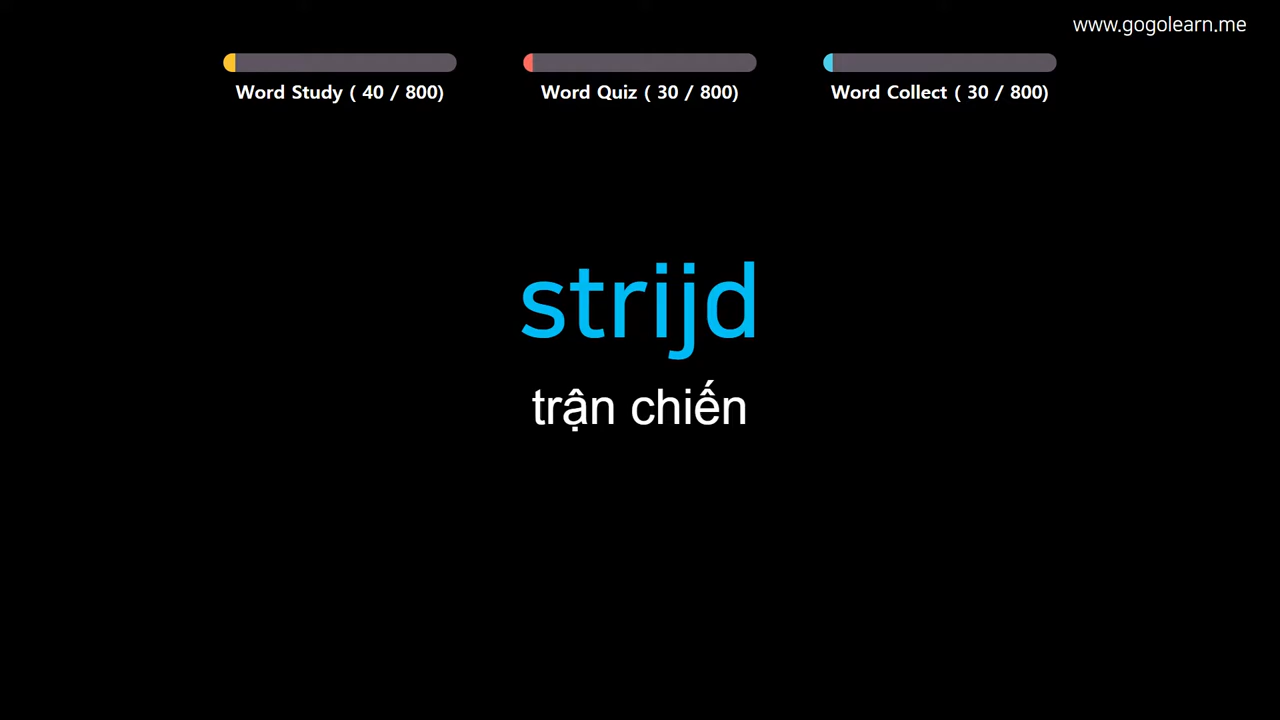 www.gogolearn.me
Word Study ( 40 / 800)
Word Quiz ( 30 / 800)
Word Collect ( 30 / 800)
strijd
trận chiến